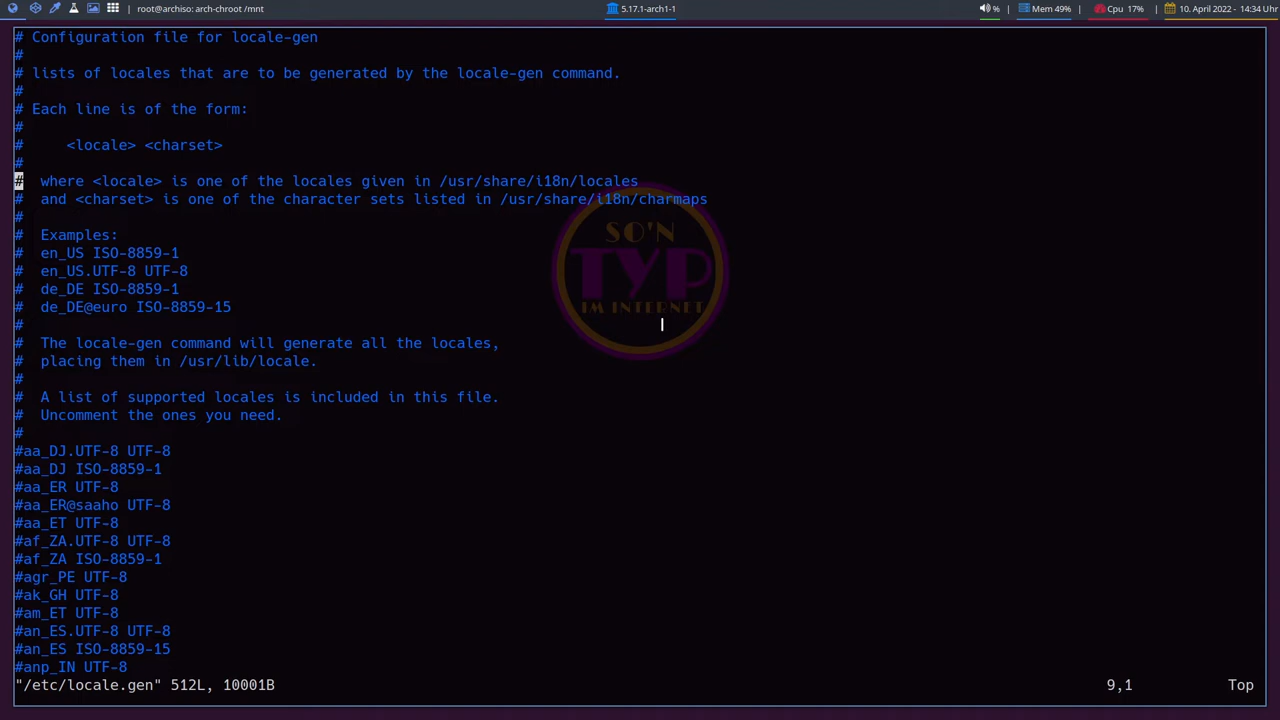 root@archiso: arch-chroot /mnt
5.17.1-arch1-1
%
Mem 49%
Cpu 17%
10. April 2022 - 14:34 Uhr
# Configuration file for locale-gen
#
# lists of locales that are to be generated by the locale-gen command.
#
# Each line is of the form:
#
#     <locale> <charset>
#
#  where <locale> is one of the locales given in /usr/share/i18n/locales
#  and <charset> is one of the character sets listed in /usr/share/i18n/charmaps
#
#  Examples:
#  en_US ISO-8859-1
#  en_US.UTF-8 UTF-8
#  de_DE ISO-8859-1
#  de_DE@euro ISO-8859-15
#
#  The locale-gen command will generate all the locales,
#  placing them in /usr/lib/locale.
#
#  A list of supported locales is included in this file.
#  Uncomment the ones you need.
#
#aa_DJ.UTF-8 UTF-8
#aa_DJ ISO-8859-1
#aa_ER UTF-8
#aa_ER@saaho UTF-8
#aa_ET UTF-8
#af_ZA.UTF-8 UTF-8
#af_ZA ISO-8859-1
#agr_PE UTF-8
#ak_GH UTF-8
#am_ET UTF-8
#an_ES.UTF-8 UTF-8
#an_ES ISO-8859-15
#anp_IN UTF-8
"/etc/locale.gen" 512L, 10001B
9,1
Top
SO'N
TYP
IM INTERNET